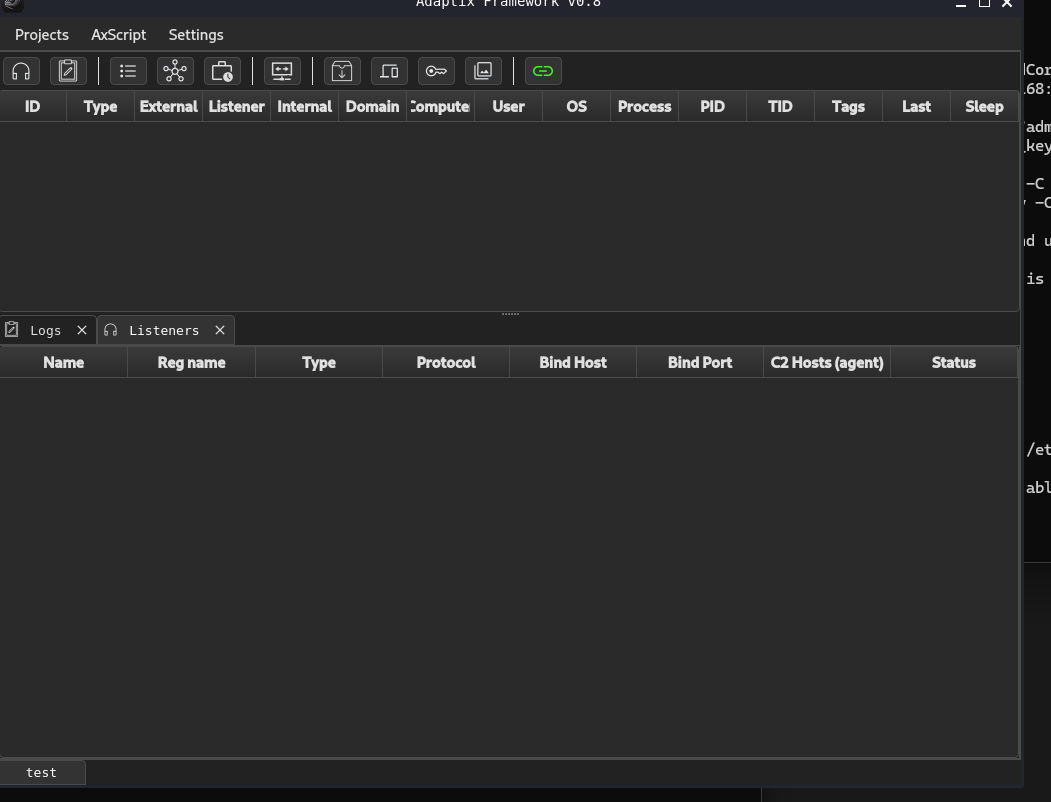 Adaptix Framework v0.8
Projects AxScript Settings
ID Type External Listener Internal Domain Compute User OS Process PID TID Tags Last Sleep
Logs Listeners
Name Reg name Type Protocol Bind Host Bind Port C2 Hosts (agent) Status
test
.68:
/adm
_key
-C
-C
nd u
is
/et
abl